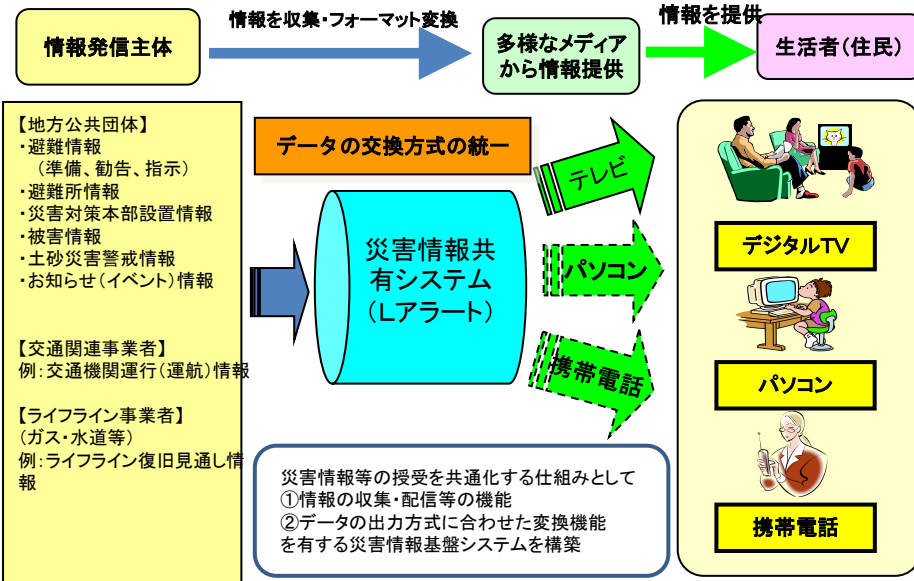 情報を収集・フォーマット変換
情報を提供
情報発信主体
多様なメディア
から情報提供
生活者(住民)
【地方公共団体】
・避難情報
(準備、勧告、指示)
・避難所情報
・災害対策本部設置情報
・被害情報
・土砂災害警戒情報
・お知らせ(イベント)情報
【交通関連事業者】
例:交通機関運行(運航)情報
【ライフライン事業者】
(ガス・水道等)
例:ライフライン復旧見通し情
報
データの交換方式の統一
災害情報共
有システム
(Lアラート)
テレビ
パソコン
携帯電話
デジタルTV
パソコン
携帯電話
災害情報等の授受を共通化する仕組みとして
①情報の収集・配信等の機能
②データの出力方式に合わせた変換機能
を有する災害情報基盤システムを構築